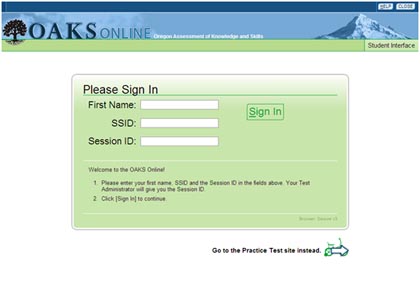 HELP CLOSE
OAKS ONLINE Oregon Assessment of Knowledge and Skills
Student Interface
Please Sign In
First Name:
Sign In
SSID:
Session ID:
Welcome to the OAKS Online!
1. Please enter your first name, SSID and the Session ID in the fields above. Your Test
Administrator will give you the Session ID.
2. Click [Sign In] to continue.
Go to the Practice Test site instead.